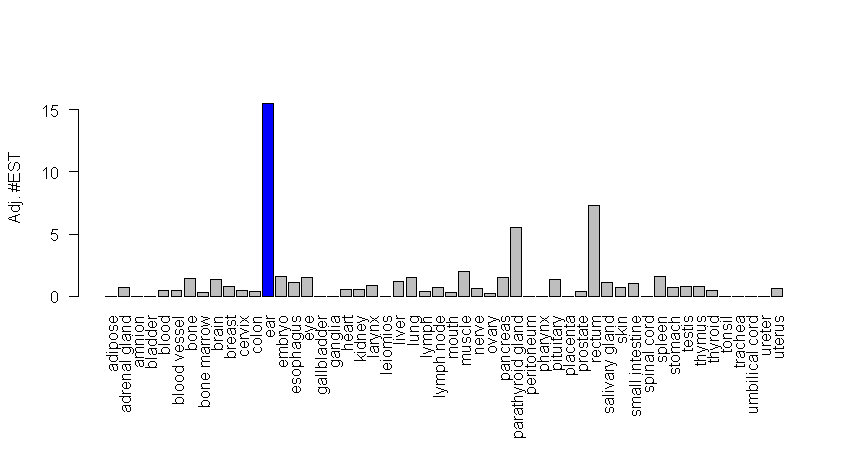 Adj. #EST
15
10
5
0
adipose
adrenal gland
amnion
bladder
blood
blood vessel
bone
bone marrow
brain
breast
cervix
colon
ear
embryo
esophagus
eye
gallbladder
ganglia
heart
kidney
larynx
leiomios
liver
lung
lymph
lymph node
mouth
muscle
nerve
ovary
pancreas
parathyroid gland
peritoneum
pharynx
pituitary
placenta
prostate
rectum
salivary gland
skin
small intestine
spinal cord
spleen
stomach
testis
thymus
thyroid
tonsil
trachea
umbilical cord
ureter
uterus